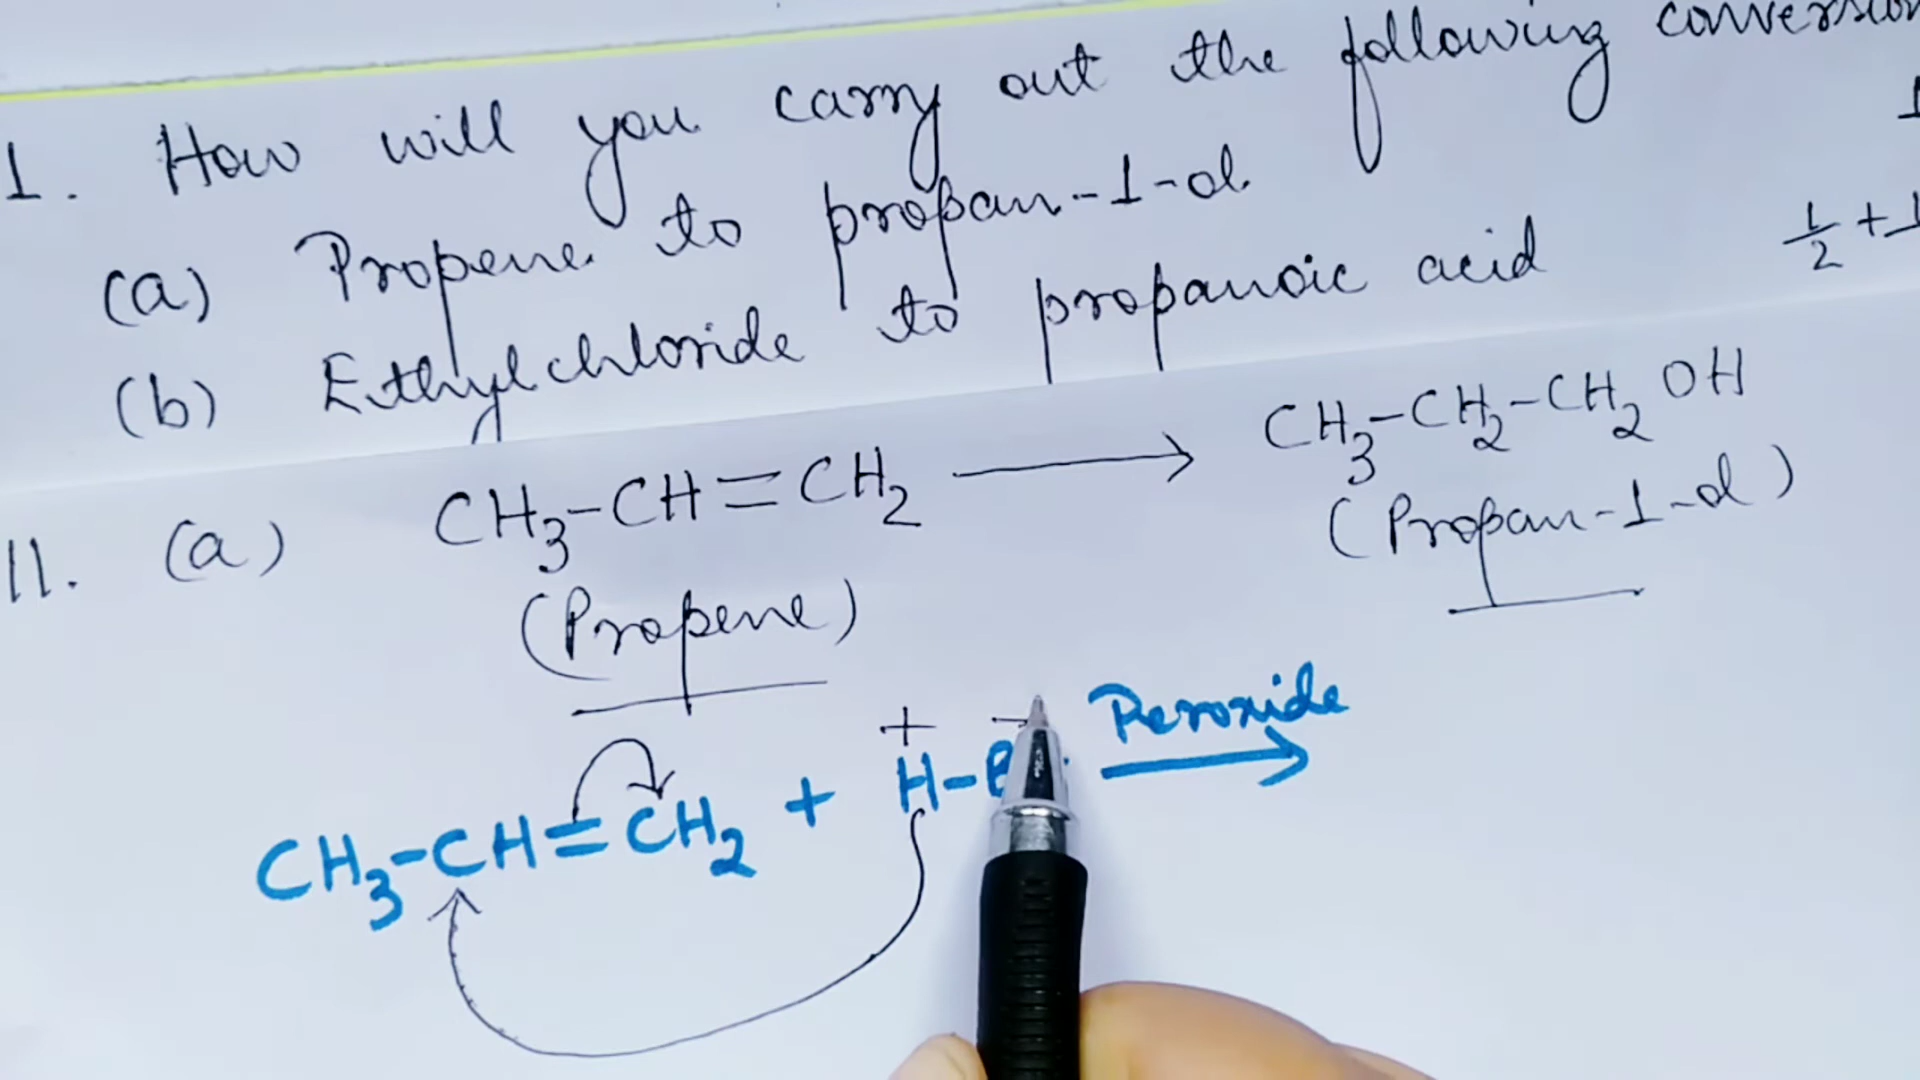 1. How will you carry out the following conversion
(a) Propene to propan-1-ol
(b) Ethylchloride to propanoic acid
1/2 + 1
11. (a) CH3-CH=CH2 ⟶ CH3-CH2-CH2OH
(Propene) (Propan-1-ol)
+ - Peroxide
CH3-CH=CH2 + H-B ⟶